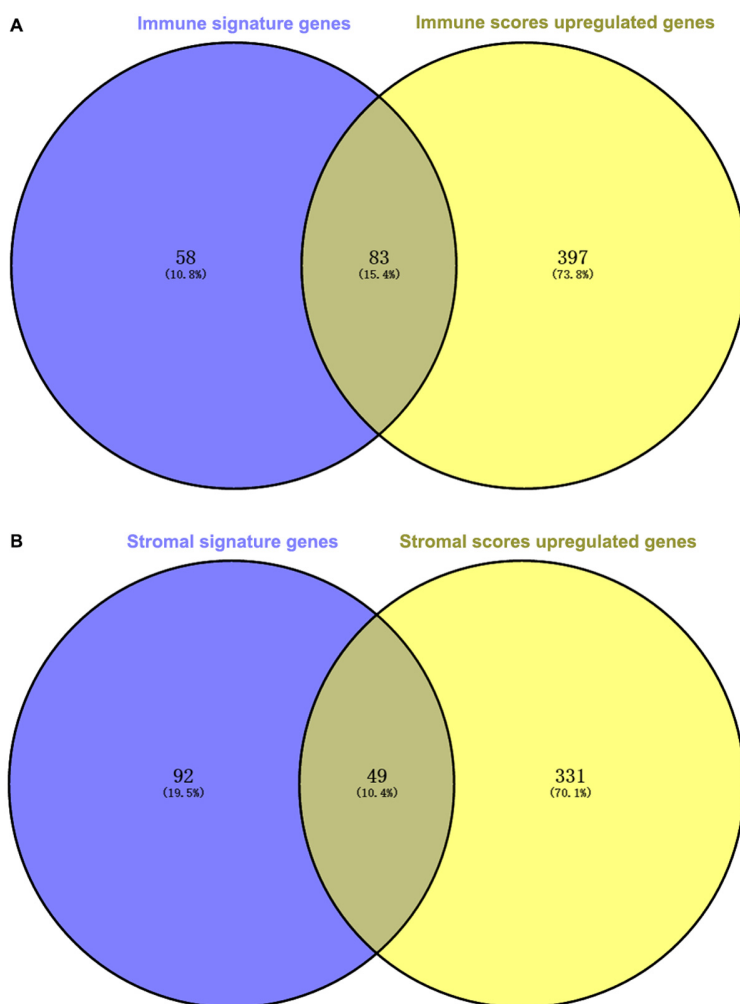 A
Immune signature genes
Immune scores upregulated genes
58
(10.8%)
83
(15.4%)
397
(73.8%)
B
Stromal signature genes
Stromal scores upregulated genes
92
(19.5%)
49
(10.4%)
331
(70.1%)